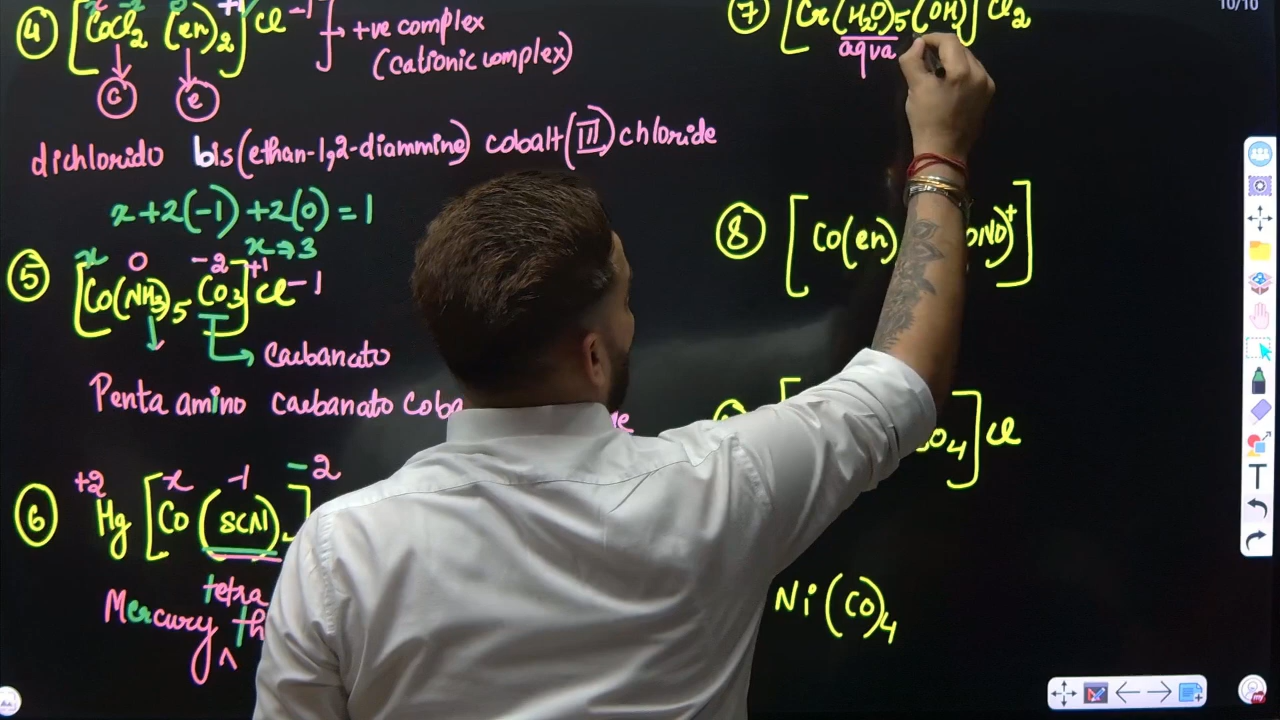 ④ [CoCl₂ (en)₂]⁺¹ Cl⁻¹ → +ve complex
(cationic complex)
c e
dichlorido bis(ethan-1,2-diammine) cobalt(III) chloride
x+2(-1)+2(0)=1
x⇒3
x 0 -2 +1
⑤ [Co(NH₃)₅ CO₃] Cl -1
Carbanato
Penta amino carbanato
+2 x -1 -2
⑥ Hg [Co (SCN)
tetra
Mercury
⑦ [Cr(H₂O)₅(OH)] Cl₂
aqua
10/10
⑧ [Co(en)
] Cl
Ni(CO)₄
T